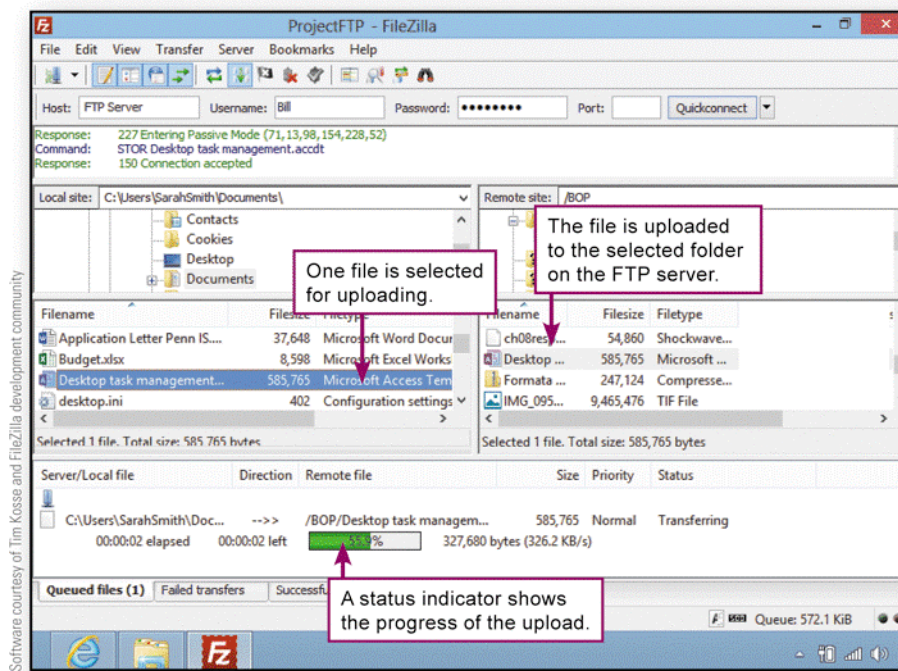 ProjectFTP - FileZilla
File Edit View Transfer Server Bookmarks Help
Host: FTP Server Username: Bill Password: •••••••• Port: Quickconnect
Response: 227 Entering Passive Mode (71,13,98,154,228,52)
Command: STOR Desktop task management.accdt
Response: 150 Connection accepted
Local site: C:\Users\SarahSmith\Documents\
Contacts
Cookies
Desktop
Documents
Remote site: /BOP
One file is selected
for uploading.
The file is uploaded
to the selected folder
on the FTP server.
Filename Filesize Filetype
Application Letter Penn IS.... 37,648 Microsoft Word Docur
Budget.xlsx 8,598 Microsoft Excel Works
Desktop task management... 585,765 Microsoft Access Tem
desktop.ini 402 Configuration settings
Selected 1 file. Total size: 585,765 bytes
Filename Filesize Filetype
ch08res 54,860 Shockwave...
Desktop ... 585,765 Microsoft ...
Formata ... 247,124 Compresse...
IMG_095... 9,465,476 TIF File
Selected 1 file. Total size: 585,765 bytes
Server/Local file Direction Remote file Size Priority Status
C:\Users\SarahSmith\Doc... -->> /BOP/Desktop task managem... 585,765 Normal Transferring
00:00:02 elapsed 00:00:02 left 55.9% 327,680 bytes (326.2 KB/s)
Queued files (1) Failed transfers Successfu
A status indicator shows
the progress of the upload.
Queue: 572.1 KiB
Software courtesy of Tim Kosse and FileZilla development community